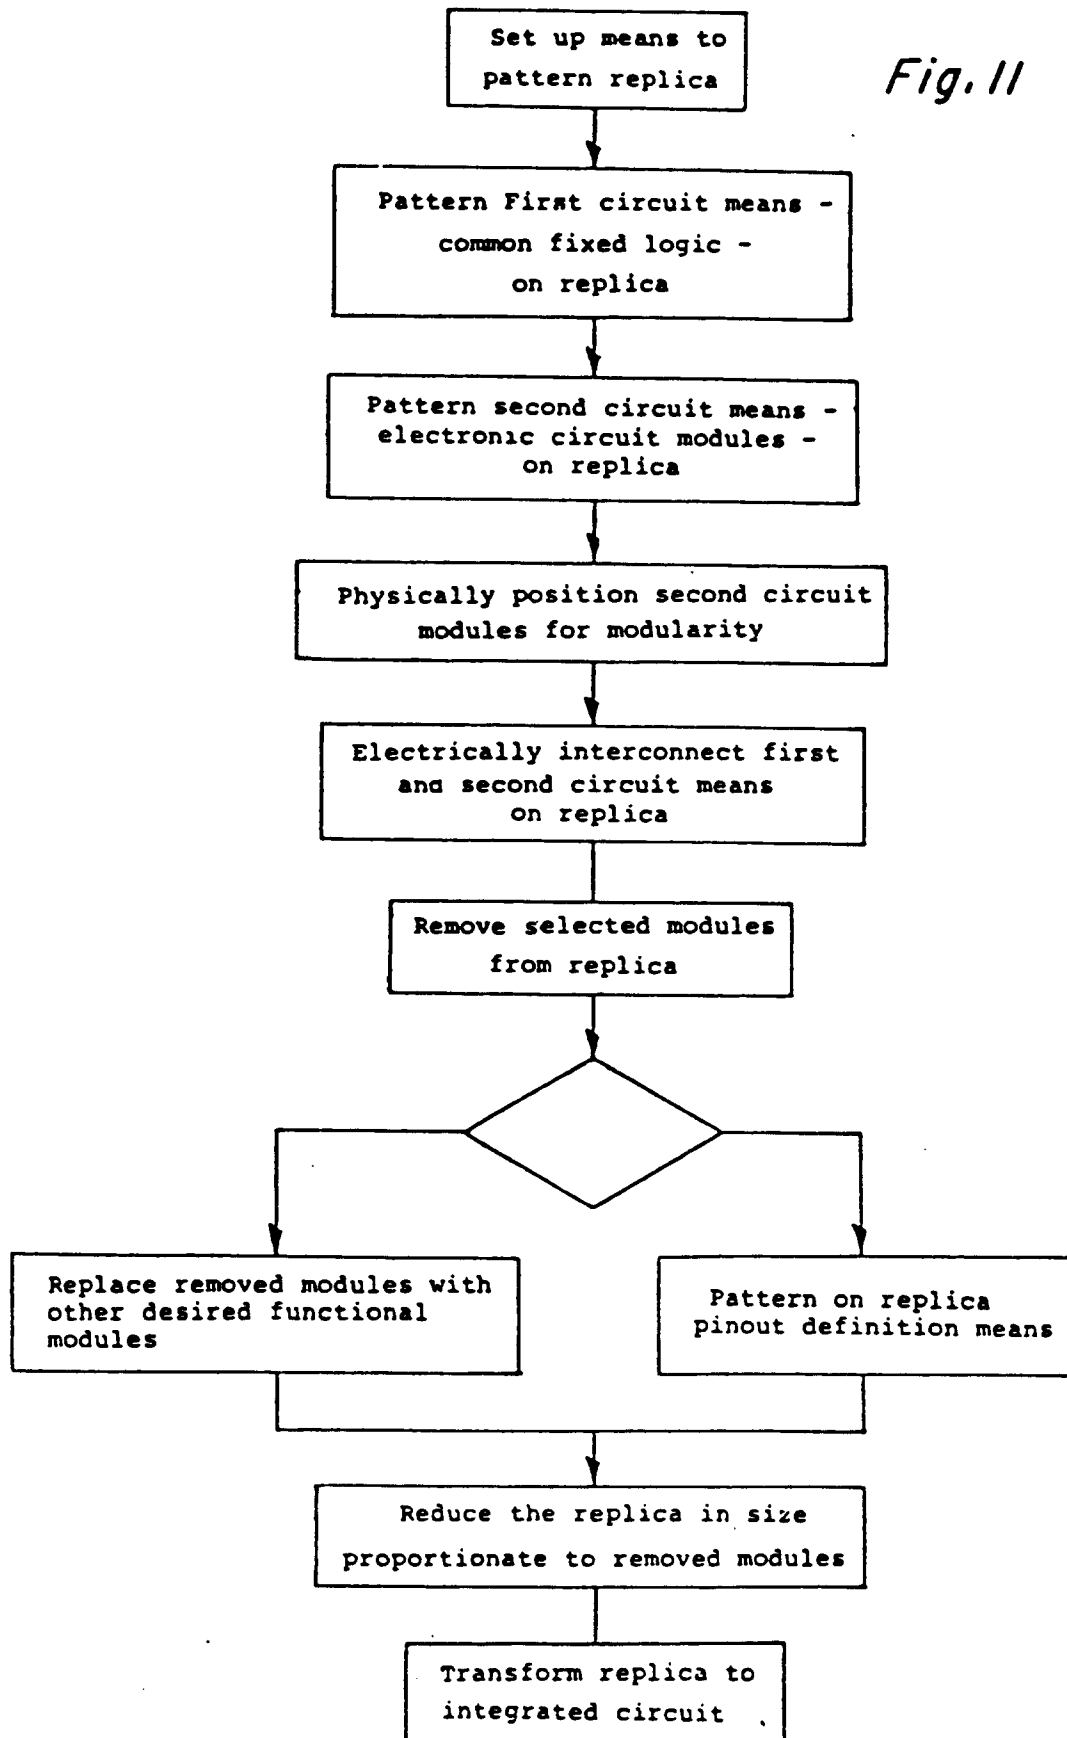 Set up means to
pattern replica
Fig. 11
Pattern First circuit means -
common fixed logic -
on replica
Pattern second circuit means -
electronic circuit modules -
on replica
Physically position second circuit
modules for modularity
Electrically interconnect first
and second circuit means
on replica
Remove selected modules
from replica
Replace removed modules with
other desired functional
modules
Pattern on replica
pinout definition means
Reduce the replica in size
proportionate to removed modules
Transform replica to
integrated circuit